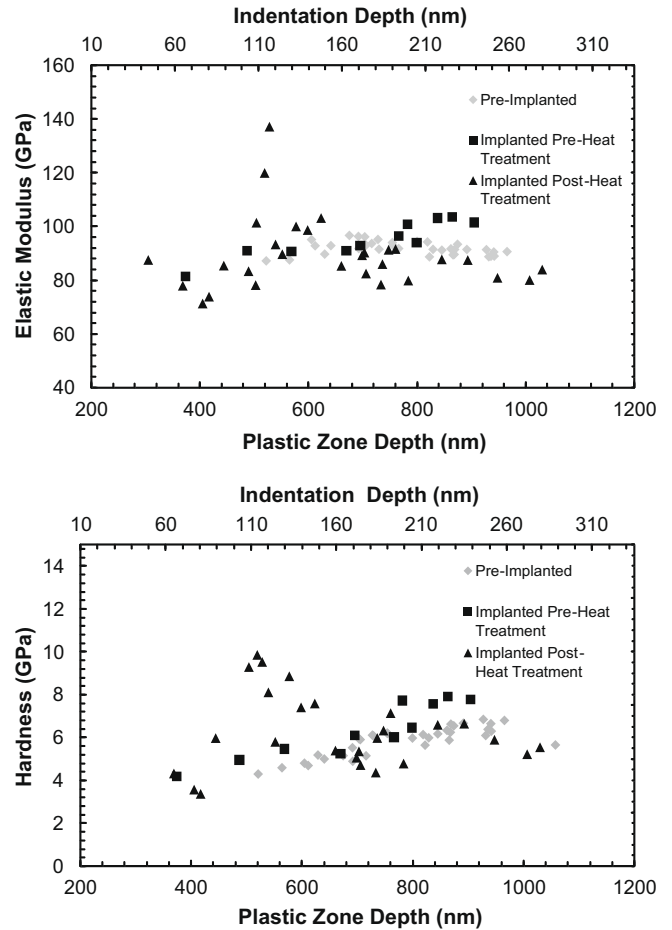 Indentation Depth (nm)
10 60 110 160 210 260 310
160
140
120
100
80
60
40
Elastic Modulus (GPa)
Pre-Implanted
Implanted Pre-Heat
Treatment
Implanted Post-Heat
Treatment
200 400 600 800 1000 1200
Plastic Zone Depth (nm)
Indentation Depth (nm)
10 60 110 160 210 260 310
14
12
10
8
6
4
2
0
Hardness (GPa)
Pre-Implanted
Implanted Pre-Heat
Treatment
Implanted Post-
Heat Treatment
200 400 600 800 1000 1200
Plastic Zone Depth (nm)